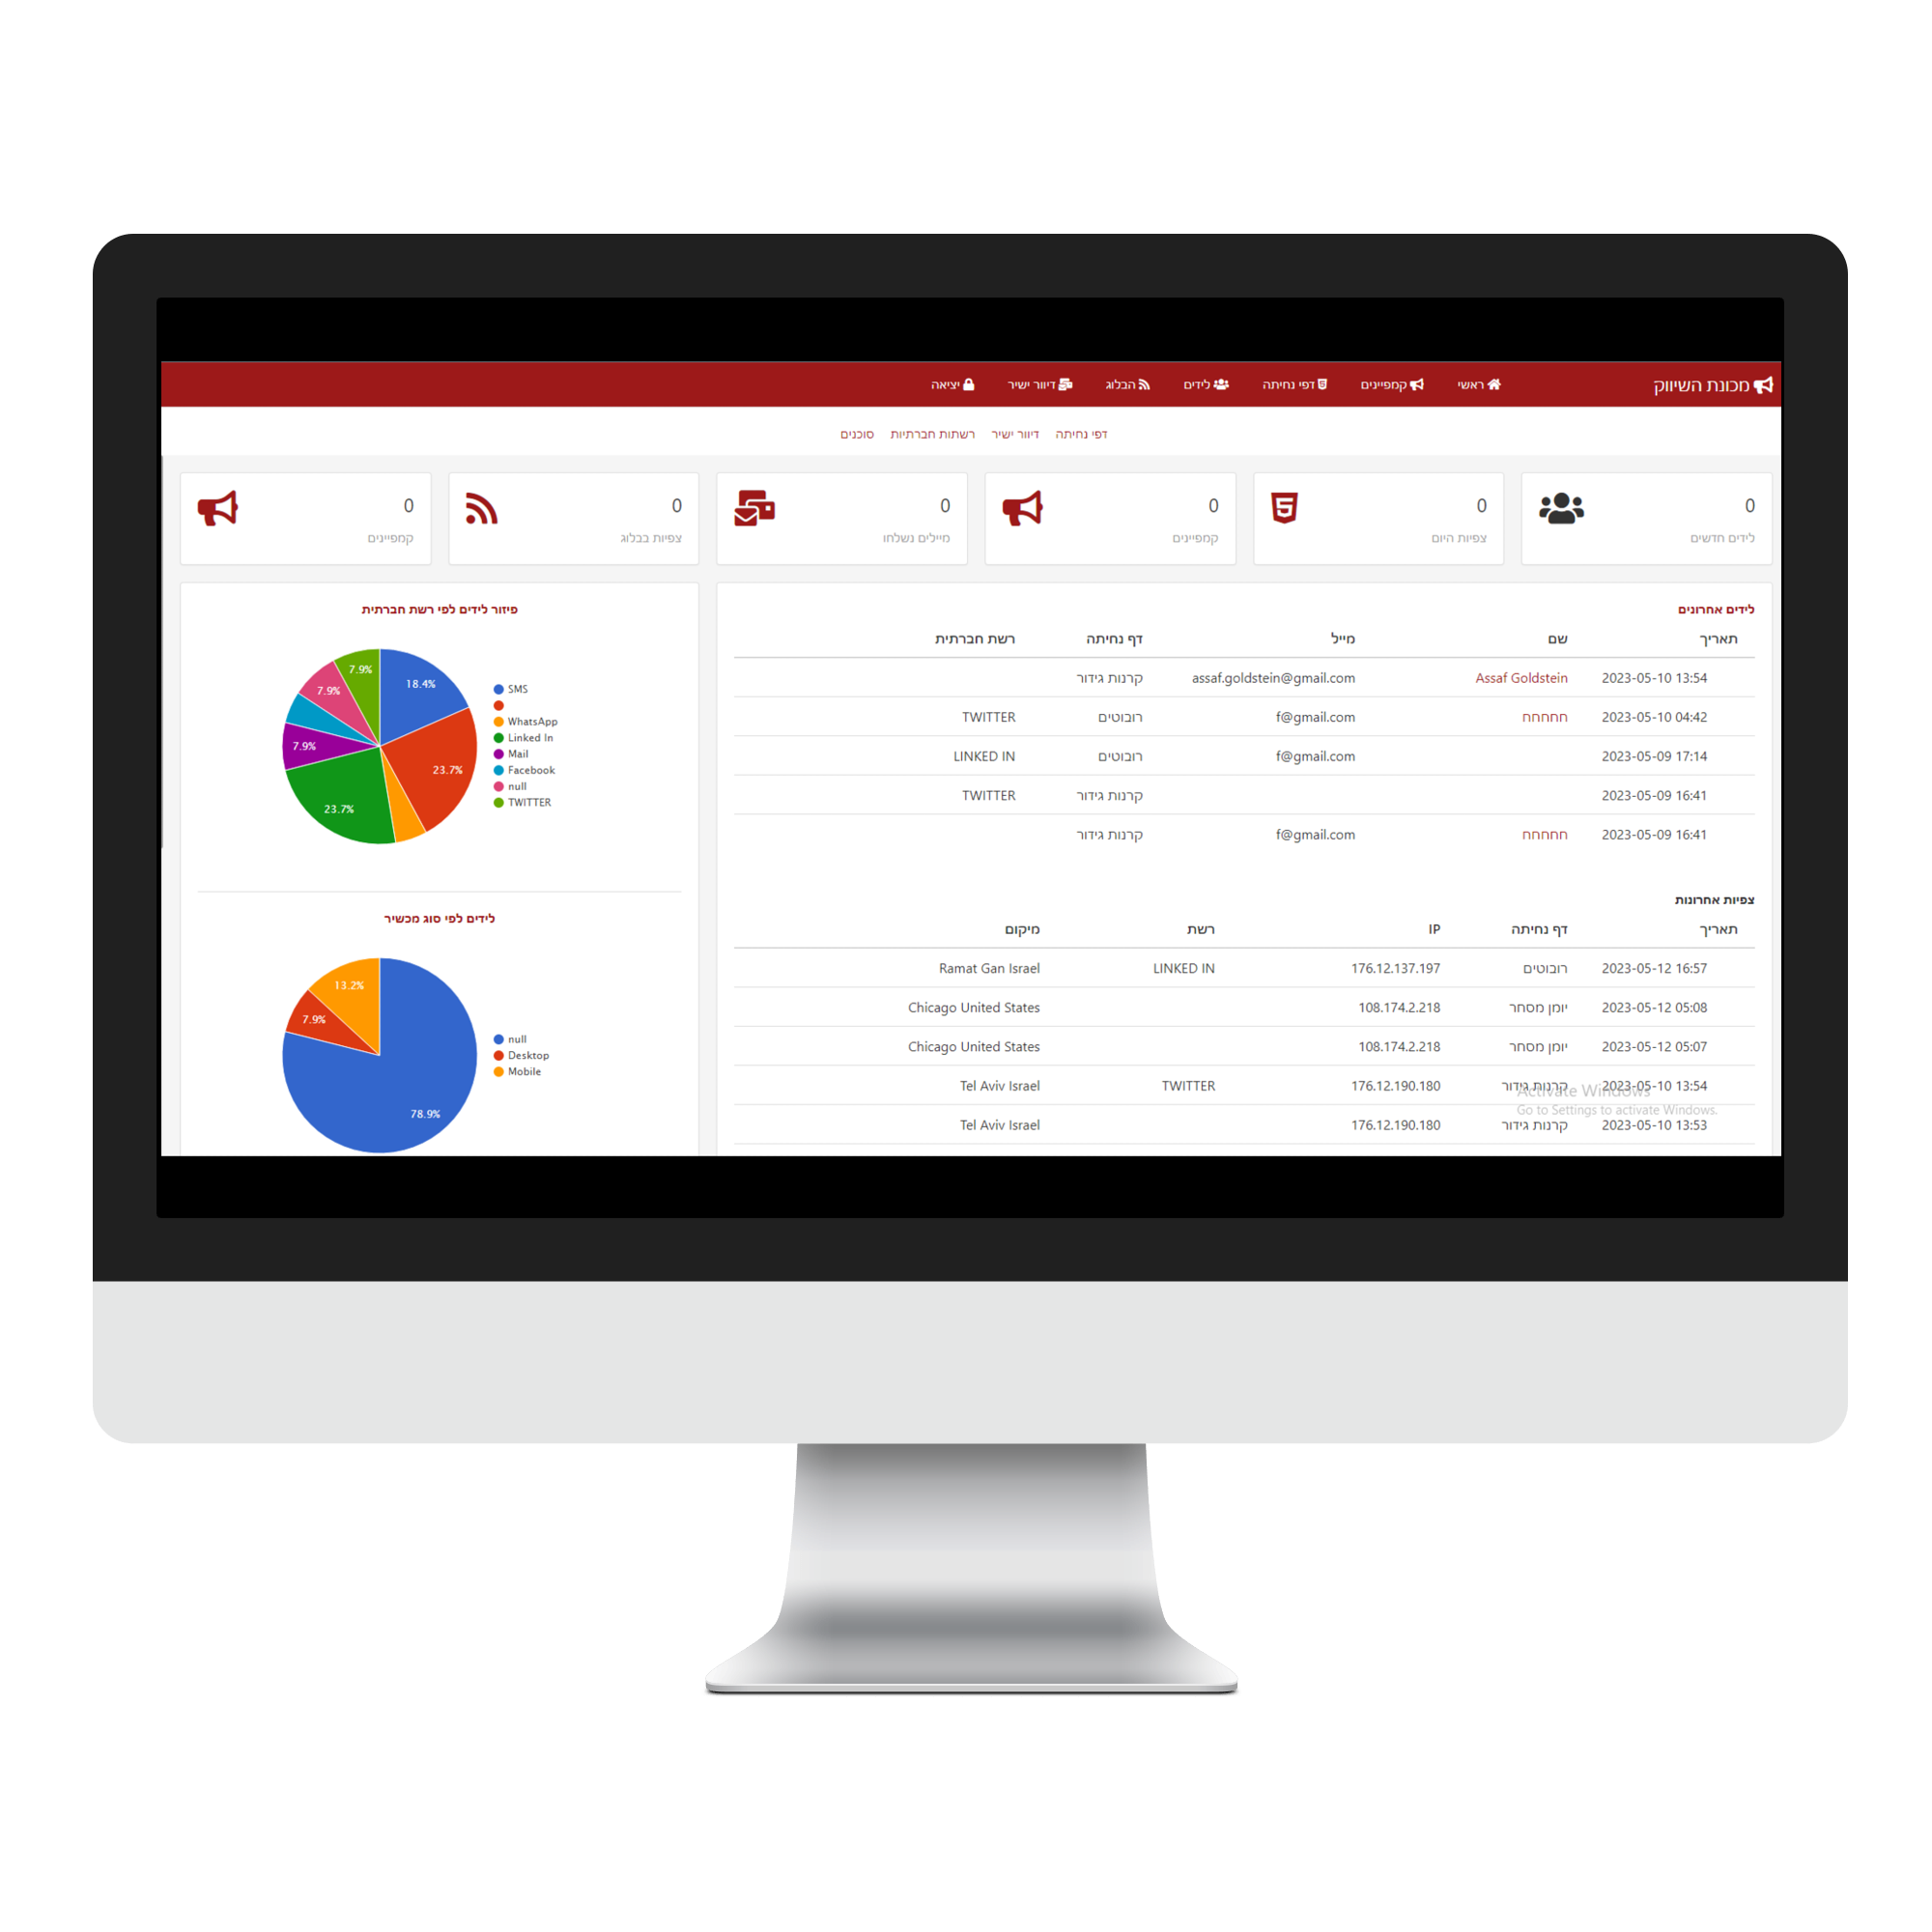 מכונת השיווק
ראשי קמפיינים דפי נחיתה לידים הבלוג דיוור ישיר יציאה
דפי נחיתה דיוור ישיר רשתות חברתיות סוכנים
0 0 0 0 0 0
לידים חדשים צפיות היום קמפיינים מיילים נשלחו צפיות בבלוג קמפיינים
לידים אחרונים
תאריך שם מייל דף נחיתה רשת חברתית
2023-05-10 13:54 Assaf Goldstein assaf.goldstein@gmail.com קרנות גידור
2023-05-10 04:42 חחחחח f@gmail.com רובוטים TWITTER
2023-05-09 17:14 f@gmail.com רובוטים LINKED IN
2023-05-09 16:41 קרנות גידור TWITTER
2023-05-09 16:41 חחחחח f@gmail.com קרנות גידור
צפיות אחרונות
תאריך דף נחיתה IP רשת מיקום
2023-05-12 16:57 רובוטים 176.12.137.197 LINKED IN Ramat Gan Israel
2023-05-12 05:08 יומן מסחר 108.174.2.218 Chicago United States
2023-05-12 05:07 יומן מסחר 108.174.2.218 Chicago United States
2023-05-10 13:54 קרנות גידור 176.12.190.180 TWITTER Tel Aviv Israel
2023-05-10 13:53 קרנות גידור 176.12.190.180 Tel Aviv Israel
Activate Windows
Go to Settings to activate Windows.
פיזור לידים לפי רשת חברתית
18.4%
23.7%
23.7%
7.9%
7.9%
7.9%
SMS
WhatsApp
Linked In
Mail
Facebook
null
TWITTER
לידים לפי סוג מכשיר
13.2%
7.9%
78.9%
null
Desktop
Mobile